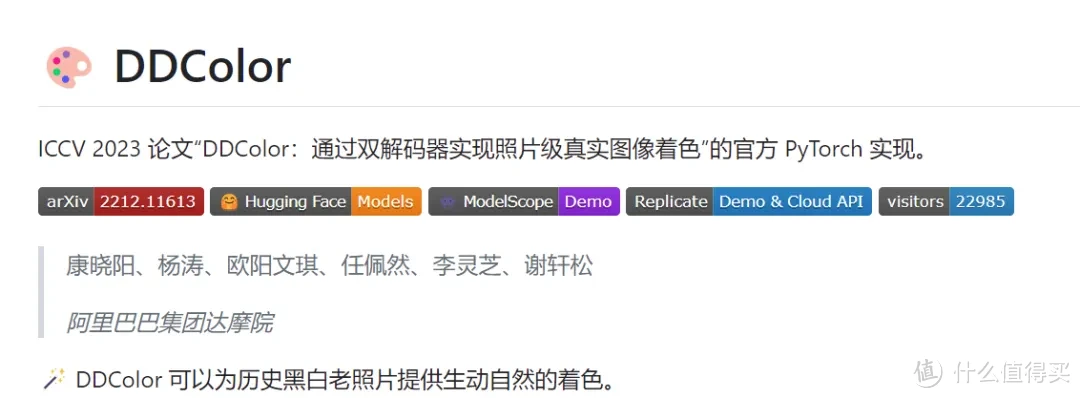 DDColor
ICCV 2023 论文“DDColor：通过双解码器实现照片级真实图像着色”的官方 PyTorch 实现。
arXiv 2212.11613 Hugging Face Models ModelScope Demo Replicate Demo & Cloud API visitors 22985
康晓阳、杨涛、欧阳文琪、任佩然、李灵芝、谢轩松
阿里巴巴集团达摩院
DDColor 可以为历史黑白老照片提供生动自然的着色。
值 什么值得买